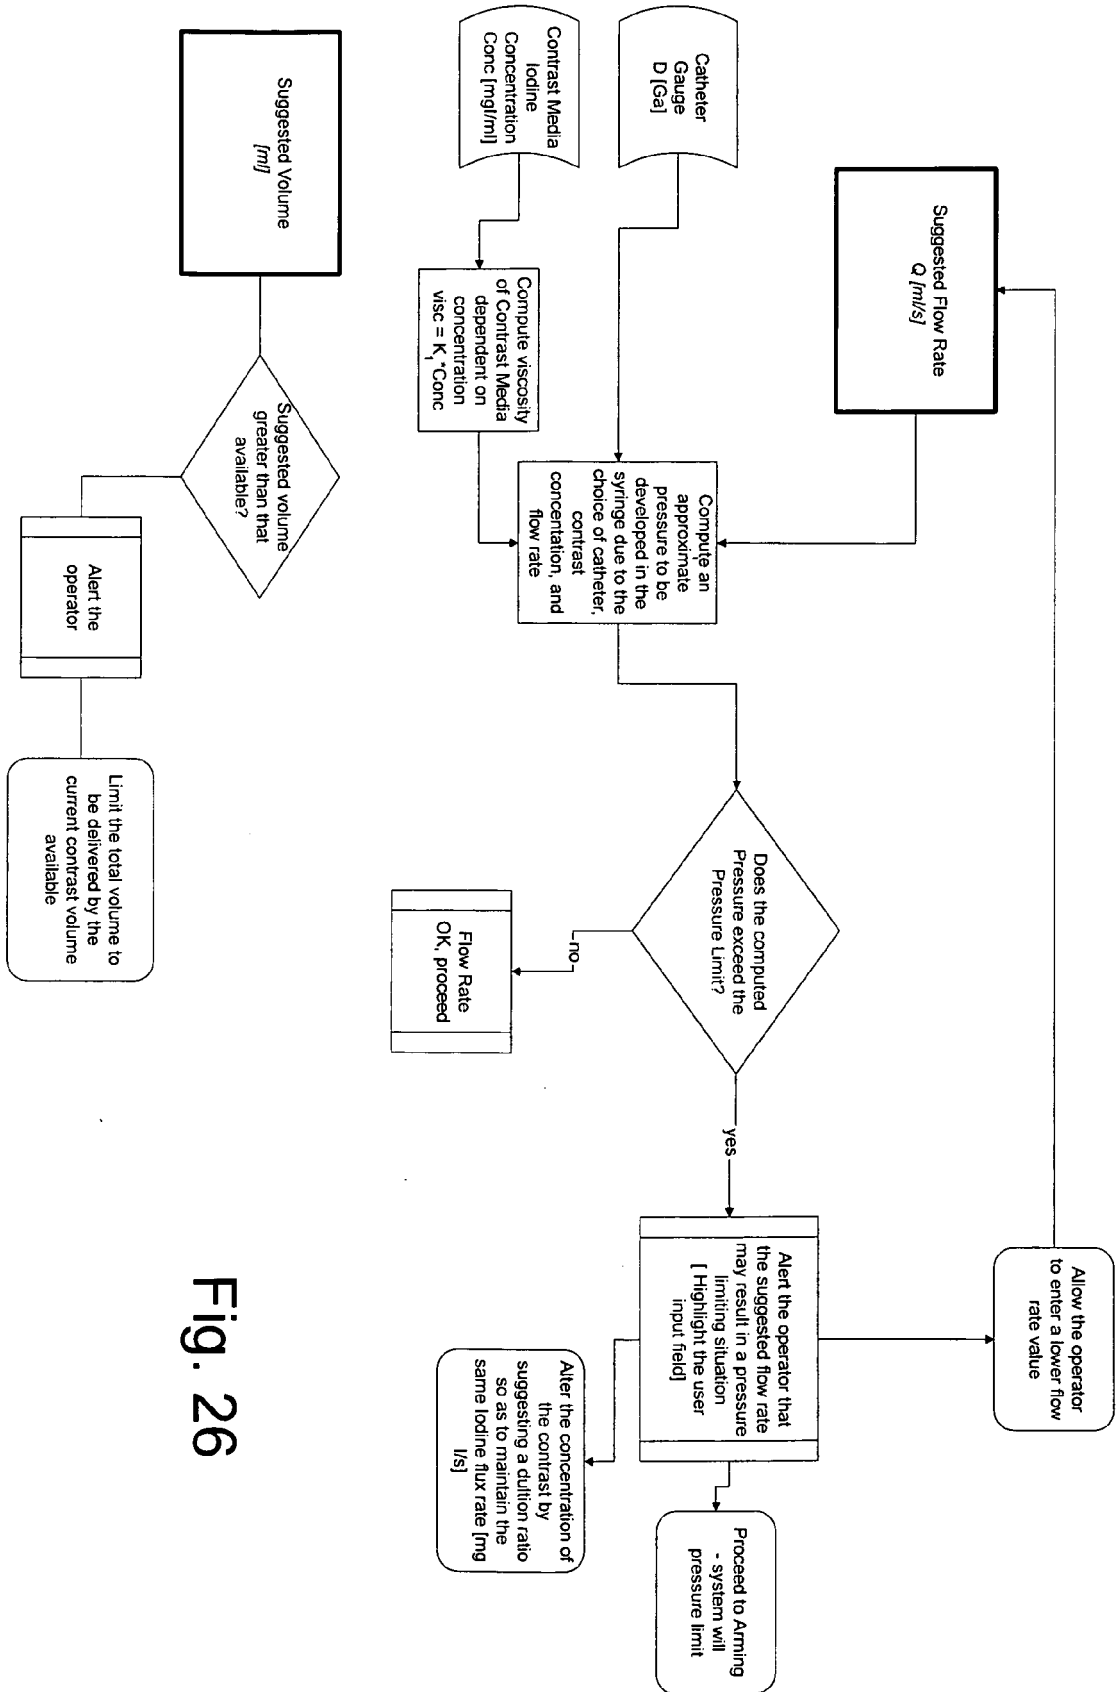 Suggested Flow Rate
Q [ml/s]
Catheter
Gauge
D [Ga]
Contrast Media
Iodine
Concentration
Conc [mgI/ml]
Compute viscosity
of Contrast Media
dependent on
concentration
visc = K1*Conc
Compute an
approximate
pressure to be
developed in the
syringe due to the
choice of catheter,
contrast
concentation, and
flow rate
Does the computed
Pressure exceed the
Pressure Limit?
no
Flow Rate
OK, proceed
yes
Alert the operator that
the suggested flow rate
may result in a pressure
limiting situation
[ Highlight the user
input field]
Allow the operator
to enter a lower flow
rate value
Proceed to Arming
- system will
pressure limit
Alter the concentration of
the contrast by
suggesting a dultion ratio
so as to maintain the
same Iodine flux rate [mg
I/s]
Suggested Volume
[ml]
Suggested volume
greater than that
available?
Alert the
operator
Limit the total volume to
be delivered by the
current contrast volume
available
Fig. 26